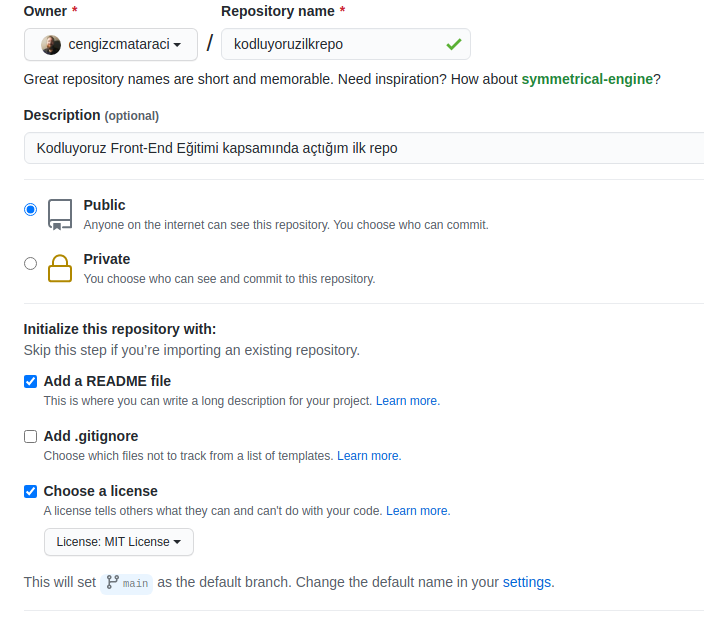 Owner * Repository name *
cengizcmataraci / kodluyoruzilkrepo
Great repository names are short and memorable. Need inspiration? How about symmetrical-engine?
Description (optional)
Kodluyoruz Front-End Eğitimi kapsamında açtığım ilk repo
Public
Anyone on the internet can see this repository. You choose who can commit.
Private
You choose who can see and commit to this repository.
Initialize this repository with:
Skip this step if you’re importing an existing repository.
Add a README file
This is where you can write a long description for your project. Learn more.
Add .gitignore
Choose which files not to track from a list of templates. Learn more.
Choose a license
A license tells others what they can and can't do with your code. Learn more.
License: MIT License
This will set main as the default branch. Change the default name in your settings.